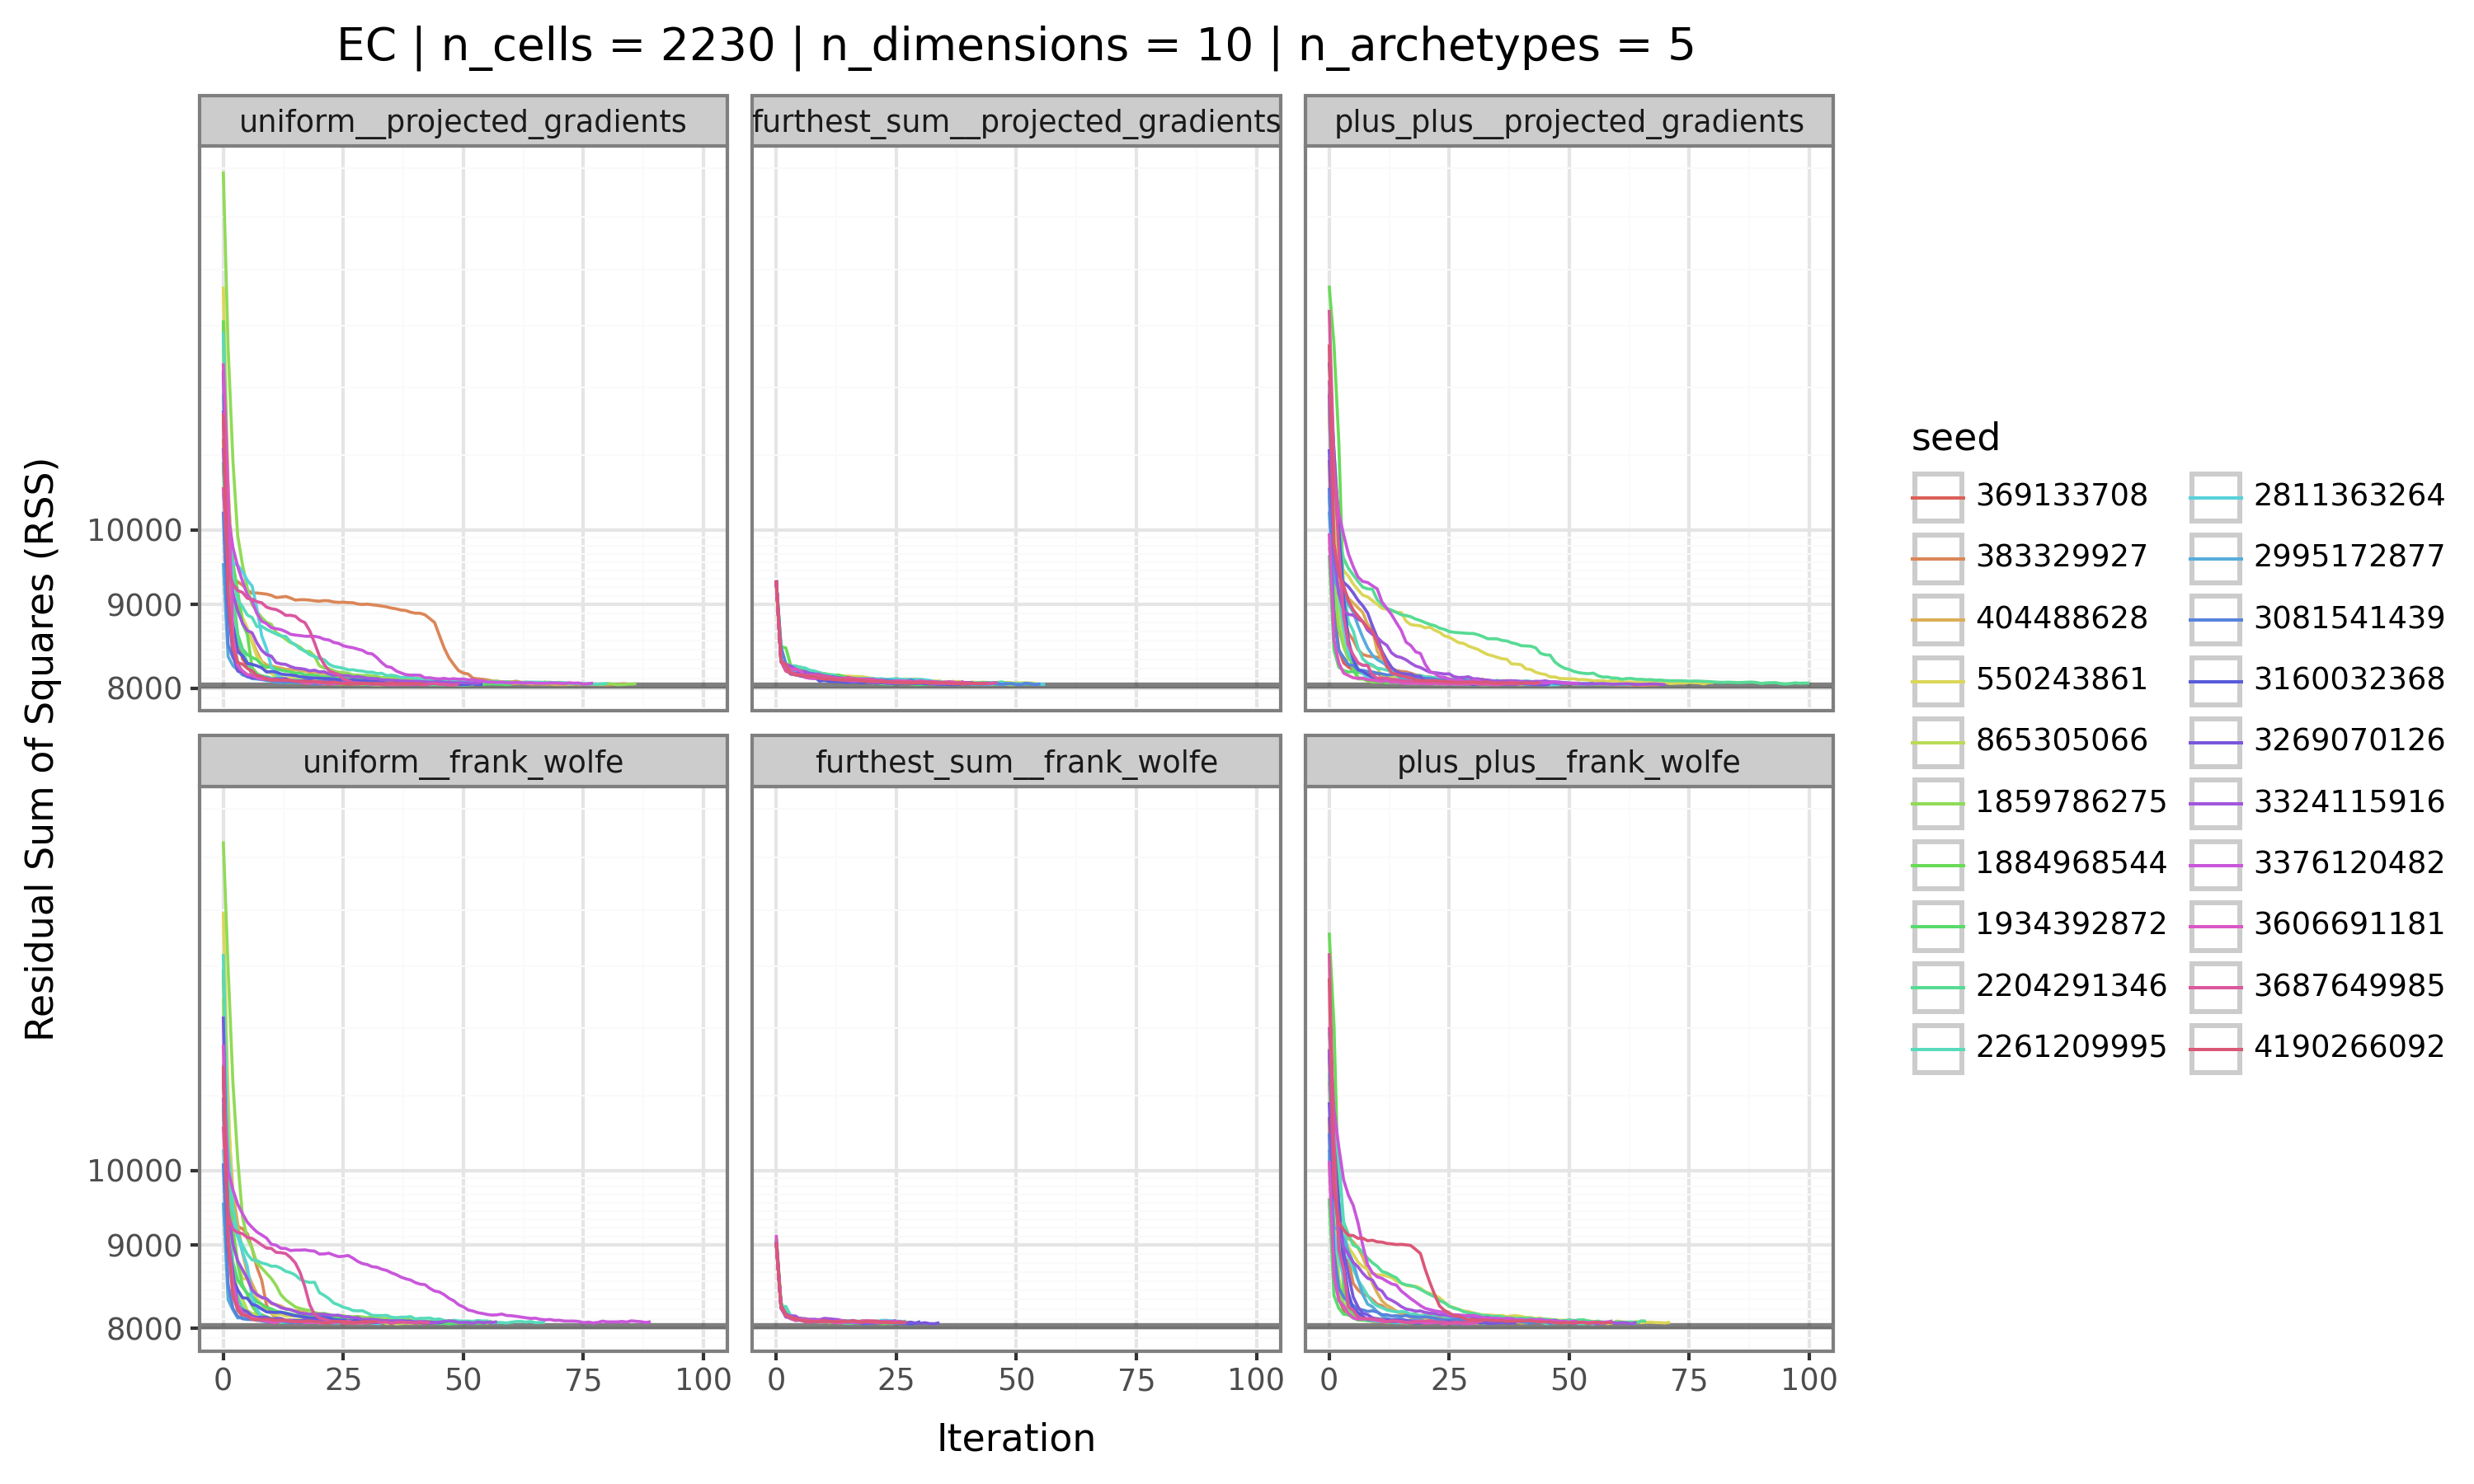 EC | n_cells = 2230 | n_dimensions = 10 | n_archetypes = 5
uniform__projected_gradients
furthest_sum__projected_gradients
plus_plus__projected_gradients
10000
9000
8000
uniform__frank_wolfe
furthest_sum__frank_wolfe
plus_plus__frank_wolfe
10000
9000
8000
0 25 50 75 100
0 25 50 75 100
0 25 50 75 100
Iteration
Residual Sum of Squares (RSS)
seed
369133708
383329927
404488628
550243861
865305066
1859786275
1884968544
1934392872
2204291346
2261209995
2811363264
2995172877
3081541439
3160032368
3269070126
3324115916
3376120482
3606691181
3687649985
4190266092